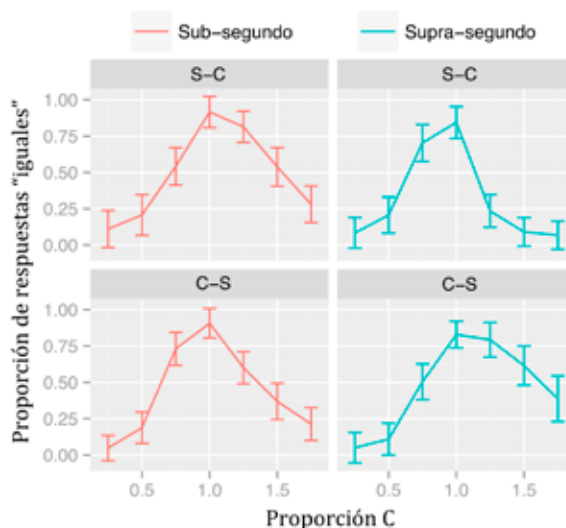 Sub-segundo Supra-segundo
S-C S-C
1.00
0.75
0.50
0.25
0.00
C-S C-S
1.00
0.75
0.50
0.25
0.00
0.5 1.0 1.5 0.5 1.0 1.5
Proporción C
Proporción de respuestas "iguales"